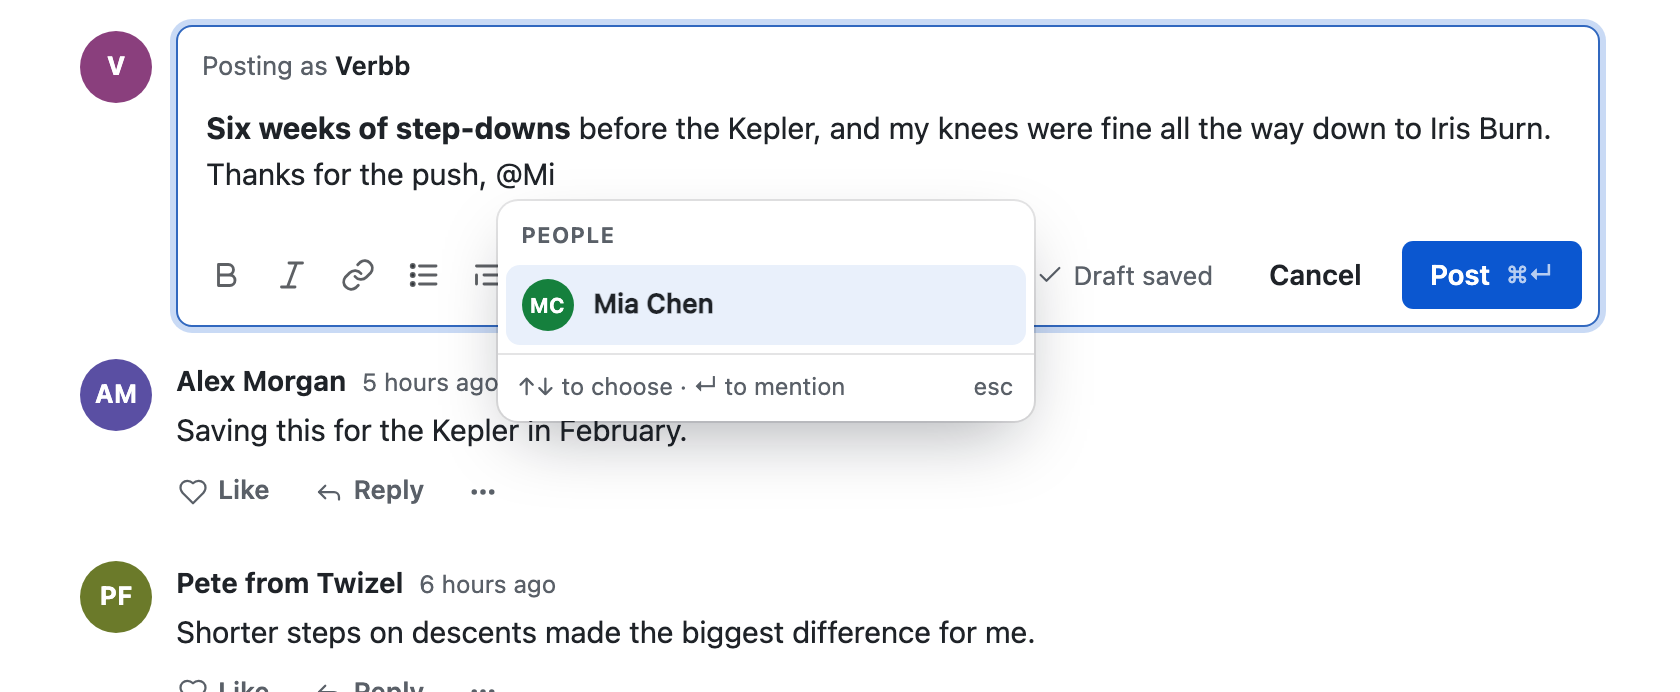 V
Posting as Verbb
Six weeks of step-downs before the Kepler, and my knees were fine all the way down to Iris Burn.
Thanks for the push, @Mi
PEOPLE
MC Mia Chen
↑↓ to choose · ↵ to mention esc
B I
✓ Draft saved Cancel Post ⌘↵
AM
Alex Morgan 5 hours ago
Saving this for the Kepler in February.
Like Reply ···
PF
Pete from Twizel 6 hours ago
Shorter steps on descents made the biggest difference for me.
Like Reply ···